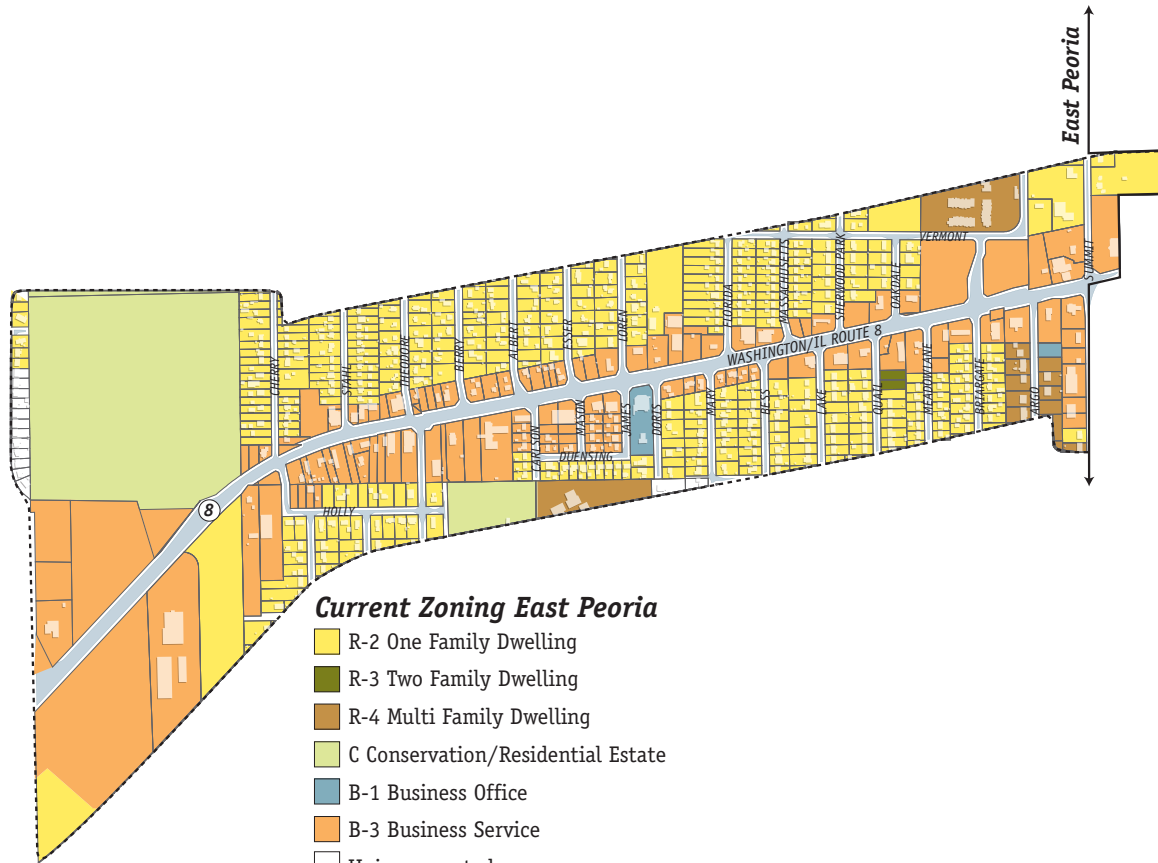 East Peoria
VERMONT
SUMMIT
FLORIDA
MASSACHUSETTS
SHERWOOD PARK
OAKDALE
LOREN
ESSER
ALBERT
BERRY
THEODORE
STAHL
CHERRY
WASHINGTON/IL ROUTE 8
CARLSON
MASON
JAMES
DORIS
MARY
BESS
LAKE
QUAIL
MEADOWLANE
BRIARGATE
ARGO
DUENSING
HOLLY
8
Current Zoning East Peoria
R-2 One Family Dwelling
R-3 Two Family Dwelling
R-4 Multi Family Dwelling
C Conservation/Residential Estate
B-1 Business Office
B-3 Business Service